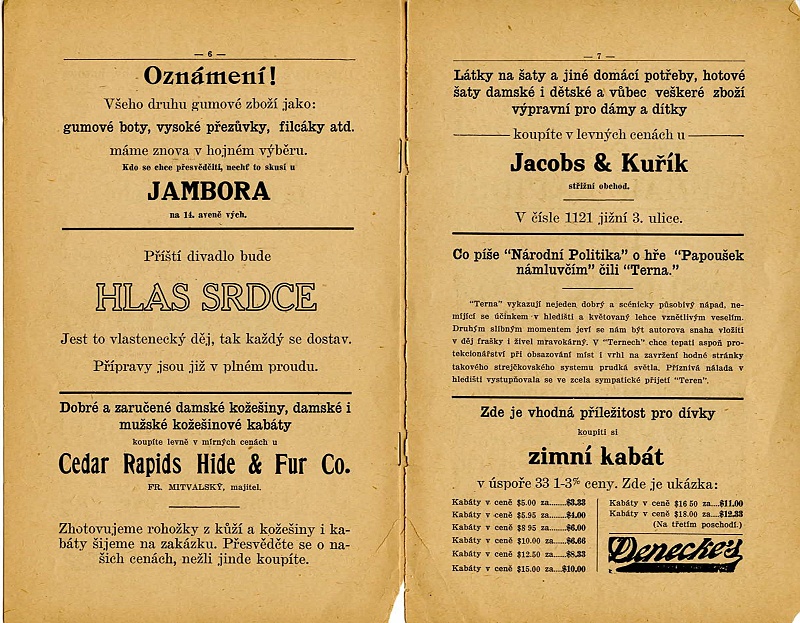 — 6 —
Oznámení!
Všeho druhu gumové zboží jako:
gumové boty, vysoké přezůvky, filcáky atd.
máme znova v hojném výběru.
Kdo se chce přesvědčiti, nechť to skusí u
JAMBORA
na 14. aveně vých.
Příští divadlo bude
HLAS SRDCE
Jest to vlastenecký děj, tak každý se dostav.
Přípravy jsou již v plném proudu.
Dobré a zaručené damské kožešiny, damské i
mužské kožešinové kabáty
koupíte levně v mírných cenách u
Cedar Rapids Hide & Fur Co.
FR. MITVALSKÝ, majitel.
Zhotovujeme rohožky z kůží a kožešiny i ka-
báty šijeme na zakázku. Přesvědčte se o na-
šich cenách, nežli jinde koupíte.
— 7 —
Látky na šaty a jiné domácí potřeby, hotové
šaty damské i dětské a vůbec veškeré zboží
výpravní pro dámy a dítky
koupíte v levných cenách u
Jacobs & Kuřík
střižní obchod.
V čísle 1121 jižní 3. ulice.
Co píše "Národní Politika" o hře "Papoušek
námluvčím" čili "Terna."
"Terna" vykazují nejeden dobrý a scénicky působivý nápad, ne-
míjící se účinkem v hledišti a květovaný lehce vznětlivým veselím.
Druhým slibným momentem jeví se nám být autorova snaha vložiti
v děj frašky i živel mravokárný. V "Ternech" chce tepati aspoň pro-
tekcionářství při obsazování míst i vrhl na zavržení hodné stránky
takového strejčkovského systemu prudká světla. Příznivá nálada v
hledišti vystupňovala se ve zcela sympatické přijetí "Teren".
Zde je vhodná příležitost pro dívky
koupiti si
zimní kabát
v úspoře 33 1-3% ceny. Zde je ukázka:
Kabáty v ceně $5.00 za......$3.33
Kabáty v ceně $5.95 za....$4.00
Kabáty v ceně $8 95 za....$6.00
Kabáty v ceně $10.00 za....$6.66
Kabáty v ceně $12.50 za....$8.33
Kabáty v ceně $15.00 za....$10.00
Kabáty v ceně $16 50 za....$11.00
Kabáty v ceně $18.00 za....$12.33
(Na třetím poschodí.)
Denecke's